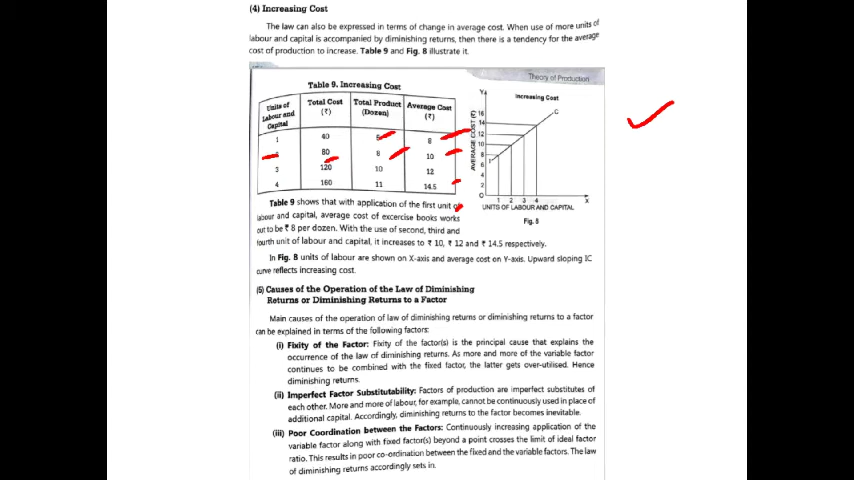 (4) Increasing Cost
The law can also be expressed in terms of change in average cost. When use of more units of
labour and capital is accompanied by diminishing returns, then there is a tendency for the average
cost of production to increase. Table 9 and Fig. 8 illustrate it.
Theory of Production
Table 9. Increasing Cost
Units of Labour and Capital | Total Cost (₹) | Total Product (Dozen) | Average Cost (₹)
1 40 5 8
2 80 8 10
3 120 10 12
4 160 11 14.5
Y
Increasing Cost
C
AVERAGE COST (₹)
16
14
12
10
8
6
4
2
O
I
1 2 3 4 X
UNITS OF LABOUR AND CAPITAL
Fig. 8
Table 9 shows that with application of the first unit of
labour and capital, average cost of excercise books works
out to be ₹ 8 per dozen. With the use of second, third and
fourth unit of labour and capital, it increases to ₹ 10, ₹ 12 and ₹ 14.5 respectively.
In Fig. 8 units of labour are shown on X-axis and average cost on Y-axis. Upward sloping IC
curve reflects increasing cost.
(5) Causes of the Operation of the Law of Diminishing
Returns or Diminishing Returns to a Factor
Main causes of the operation of law of diminishing returns or diminishing returns to a factor
can be explained in terms of the following factors:
(i) Fixity of the Factor: Fixity of the factor(s) is the principal cause that explains the
occurrence of the law of diminishing returns. As more and more of the variable factor
continues to be combined with the fixed factor, the latter gets over-utilised. Hence
diminishing returns.
(ii) Imperfect Factor Substitutability: Factors of production are imperfect substitutes of
each other. More and more of labour, for example, cannot be continuously used in place of
additional capital. Accordingly, diminishing returns to the factor becomes inevitable.
(iii) Poor Coordination between the Factors: Continuously increasing application of the
variable factor along with fixed factor(s) beyond a point crosses the limit of ideal factor
ratio. This results in poor co-ordination between the fixed and the variable factors. The law
of diminishing returns accordingly sets in.